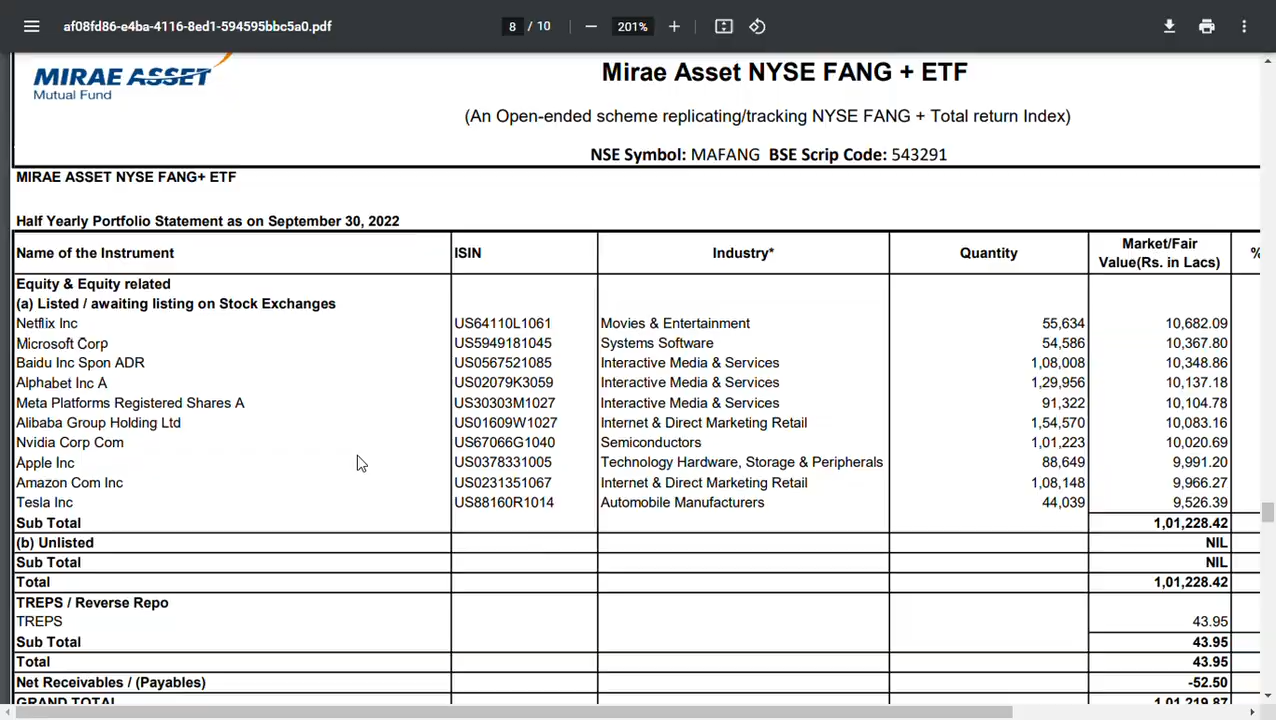 af08fd86-e4ba-4116-8ed1-594595bbc5a0.pdf 8 / 10 201%
MIRAE ASSET
Mutual Fund
Mirae Asset NYSE FANG + ETF
(An Open-ended scheme replicating/tracking NYSE FANG + Total return Index)
NSE Symbol: MAFANG BSE Scrip Code: 543291
MIRAE ASSET NYSE FANG+ ETF
Half Yearly Portfolio Statement as on September 30, 2022
Name of the Instrument ISIN Industry* Quantity Market/Fair Value(Rs. in Lacs) %
Equity & Equity related
(a) Listed / awaiting listing on Stock Exchanges
Netflix Inc US64110L1061 Movies & Entertainment 55,634 10,682.09
Microsoft Corp US5949181045 Systems Software 54,586 10,367.80
Baidu Inc Spon ADR US0567521085 Interactive Media & Services 1,08,008 10,348.86
Alphabet Inc A US02079K3059 Interactive Media & Services 1,29,956 10,137.18
Meta Platforms Registered Shares A US30303M1027 Interactive Media & Services 91,322 10,104.78
Alibaba Group Holding Ltd US01609W1027 Internet & Direct Marketing Retail 1,54,570 10,083.16
Nvidia Corp Com US67066G1040 Semiconductors 1,01,223 10,020.69
Apple Inc US0378331005 Technology Hardware, Storage & Peripherals 88,649 9,991.20
Amazon Com Inc US0231351067 Internet & Direct Marketing Retail 1,08,148 9,966.27
Tesla Inc US88160R1014 Automobile Manufacturers 44,039 9,526.39
Sub Total 1,01,228.42
(b) Unlisted NIL
Sub Total NIL
Total 1,01,228.42
TREPS / Reverse Repo
TREPS 43.95
Sub Total 43.95
Total 43.95
Net Receivables / (Payables) -52.50
GRAND TOTAL 1,01,219.87